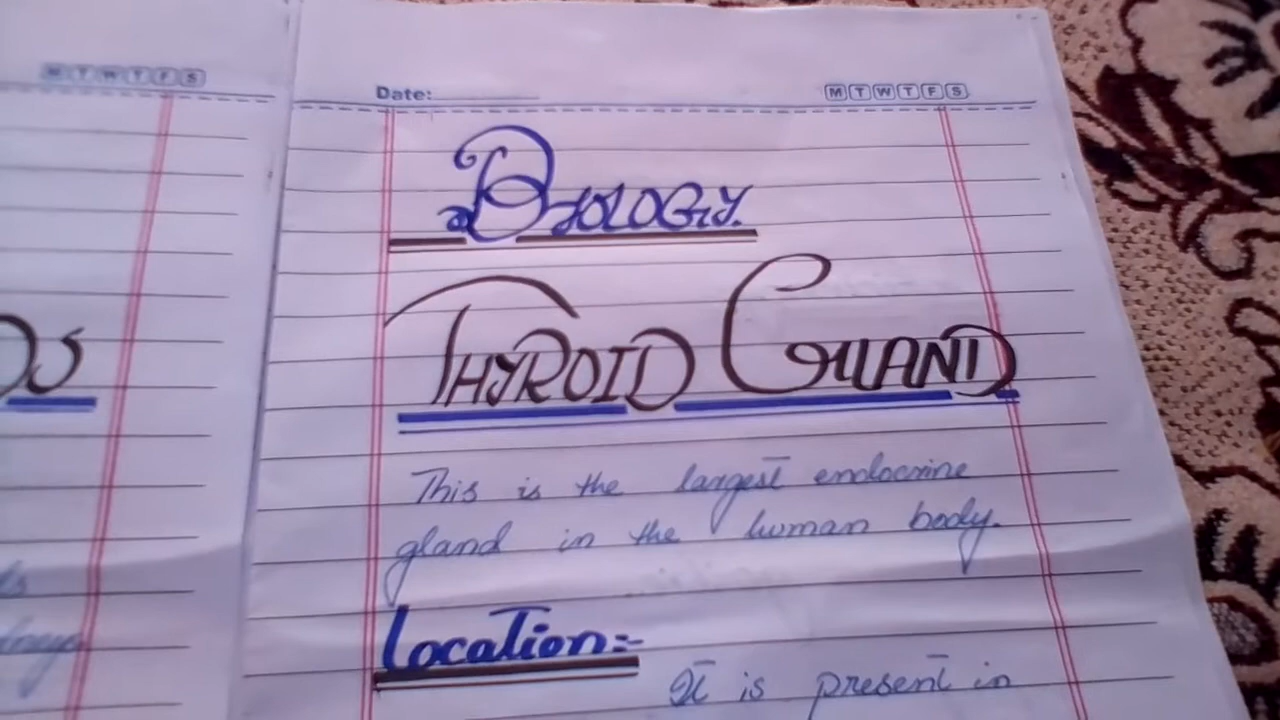 M T W T F S
Date:
M T W T F S
BIOLOGY.
THYROID GLAND
This is the largest endocrine
gland in the human body.
Location:-
It is present in